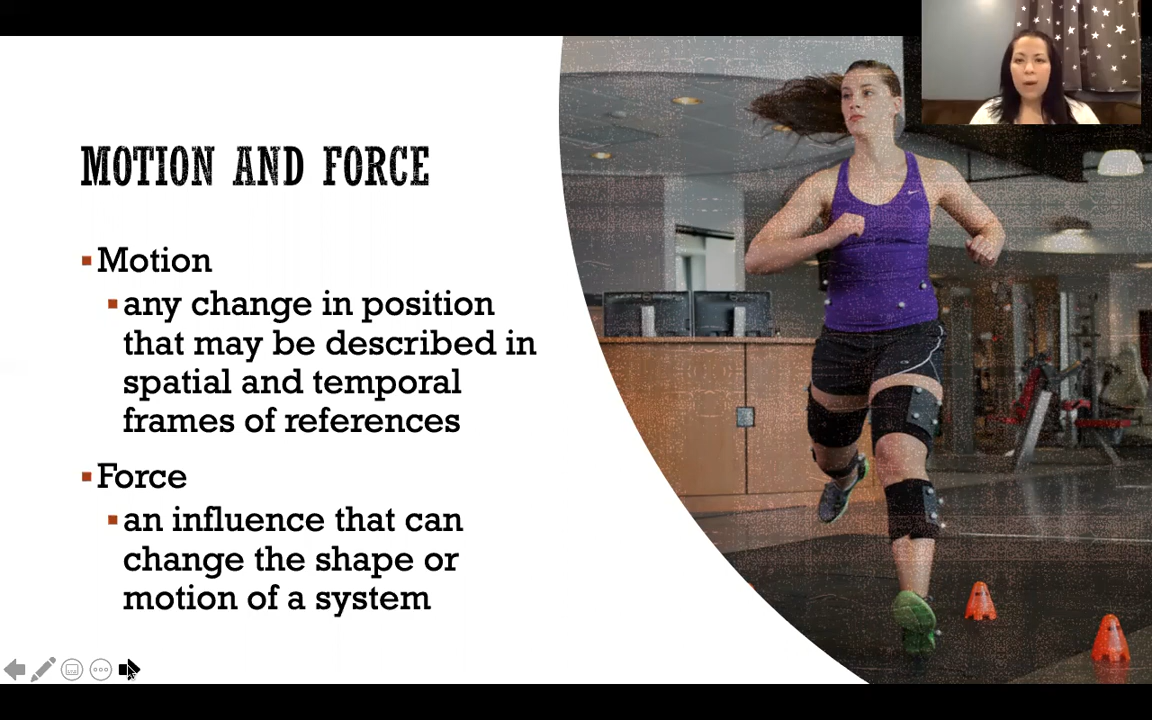 MOTION AND FORCE
Motion
any change in position
that may be described in
spatial and temporal
frames of references
Force
an influence that can
change the shape or
motion of a system